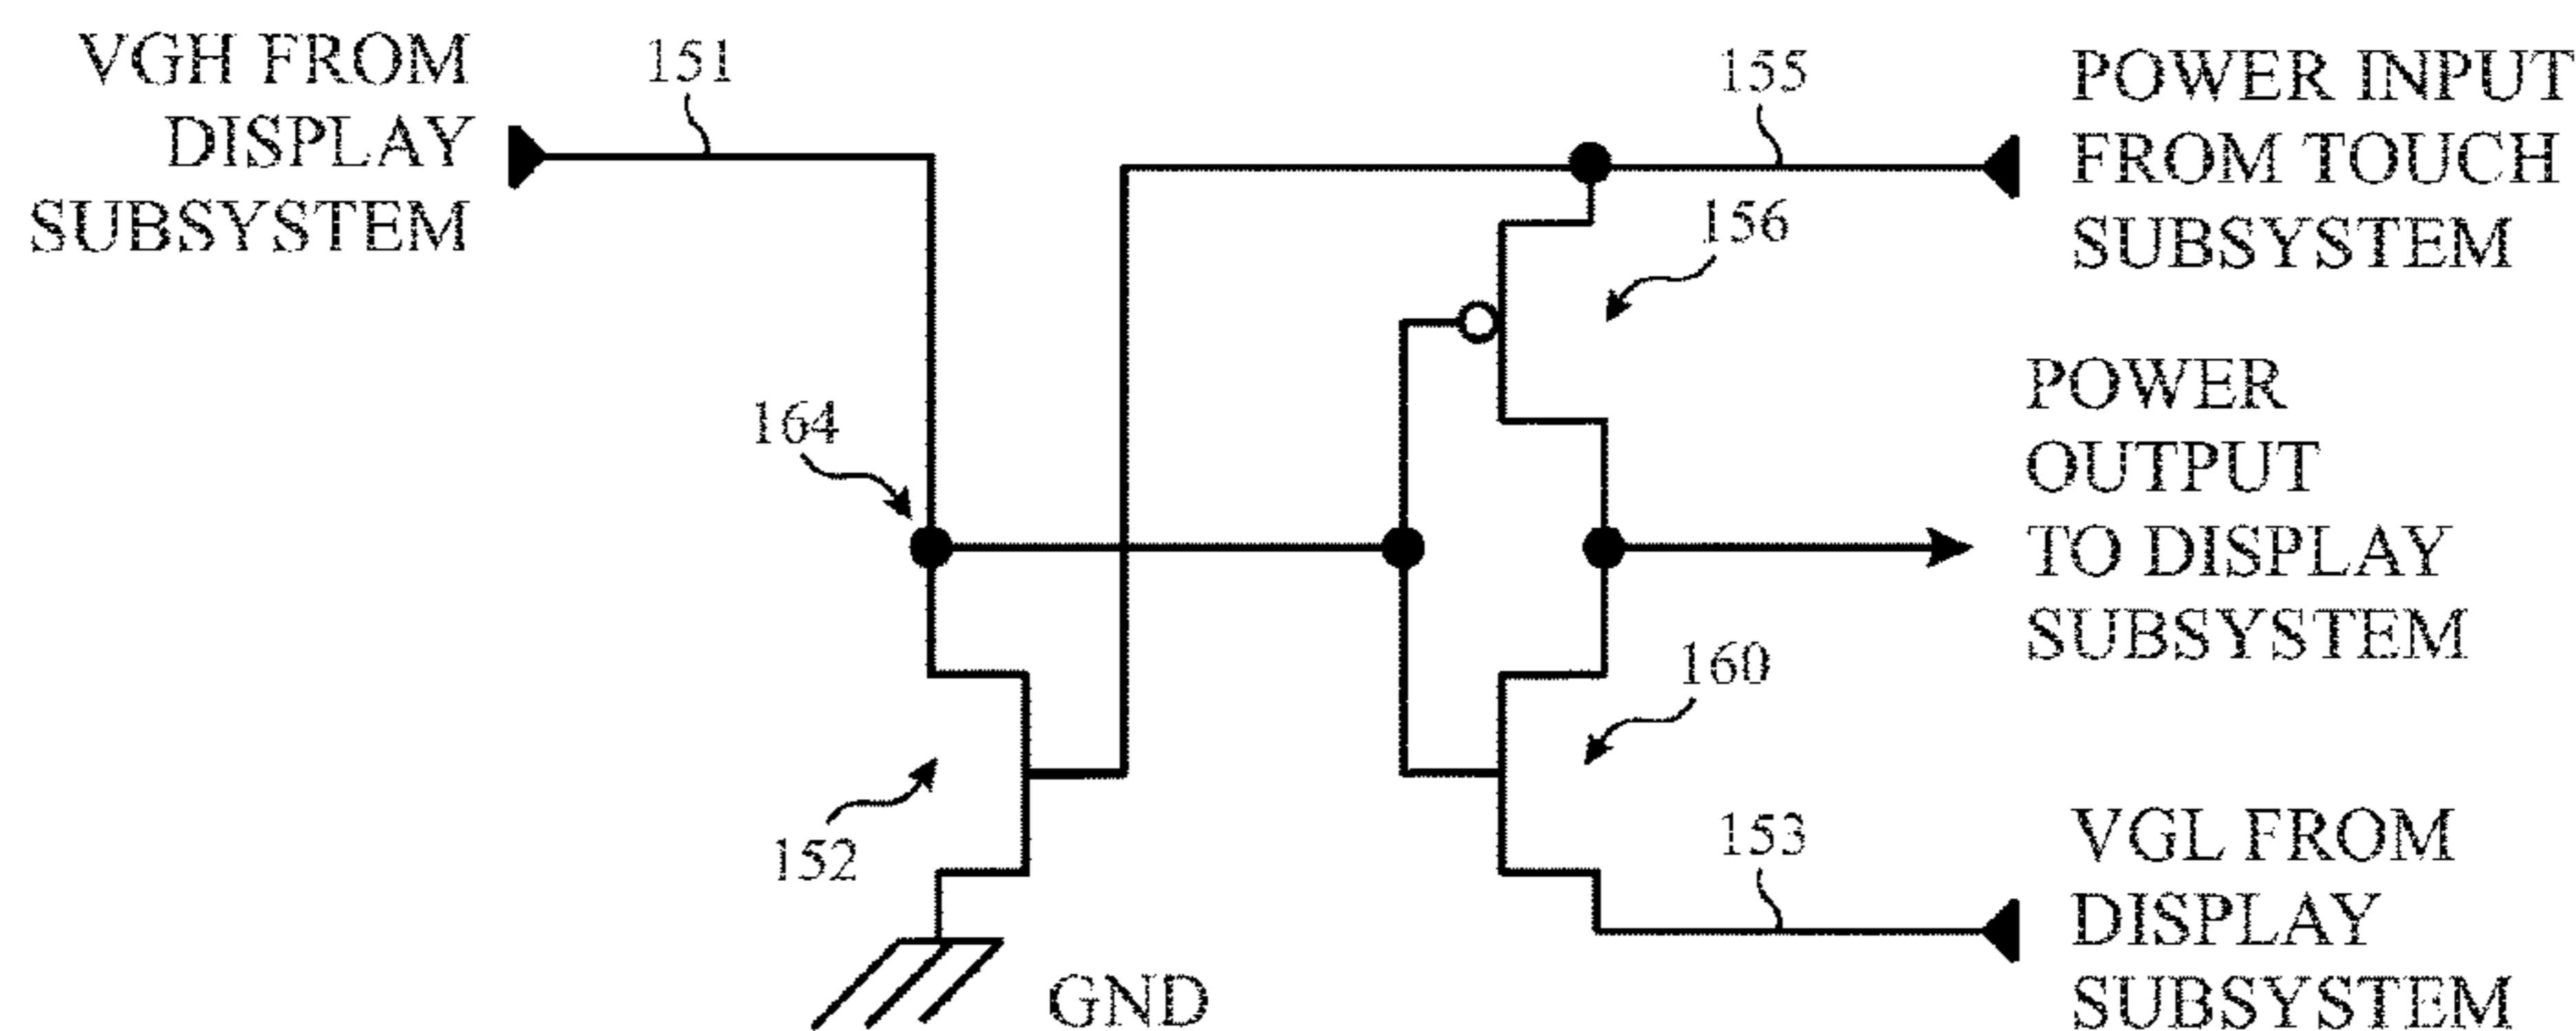 VGH FROM
DISPLAY
SUBSYSTEM
151
155
POWER INPUT
FROM TOUCH
SUBSYSTEM
156
164
POWER
OUTPUT
TO DISPLAY
SUBSYSTEM
160
152
153
VGL FROM
DISPLAY
SUBSYSTEM
GND